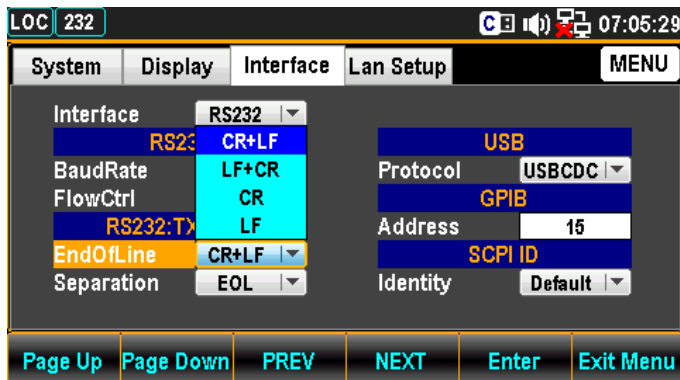 LOC 232 C 07:05:29
System Display Interface Lan Setup MENU
Interface RS232
RS23
CR+LF
USB
BaudRate
LF+CR
Protocol USBCDC
FlowCtrl
CR
GPIB
RS232:TX
LF
Address 15
EndOfLine CR+LF
SCPI ID
Separation EOL
Identity Default
Page Up Page Down PREV NEXT Enter Exit Menu